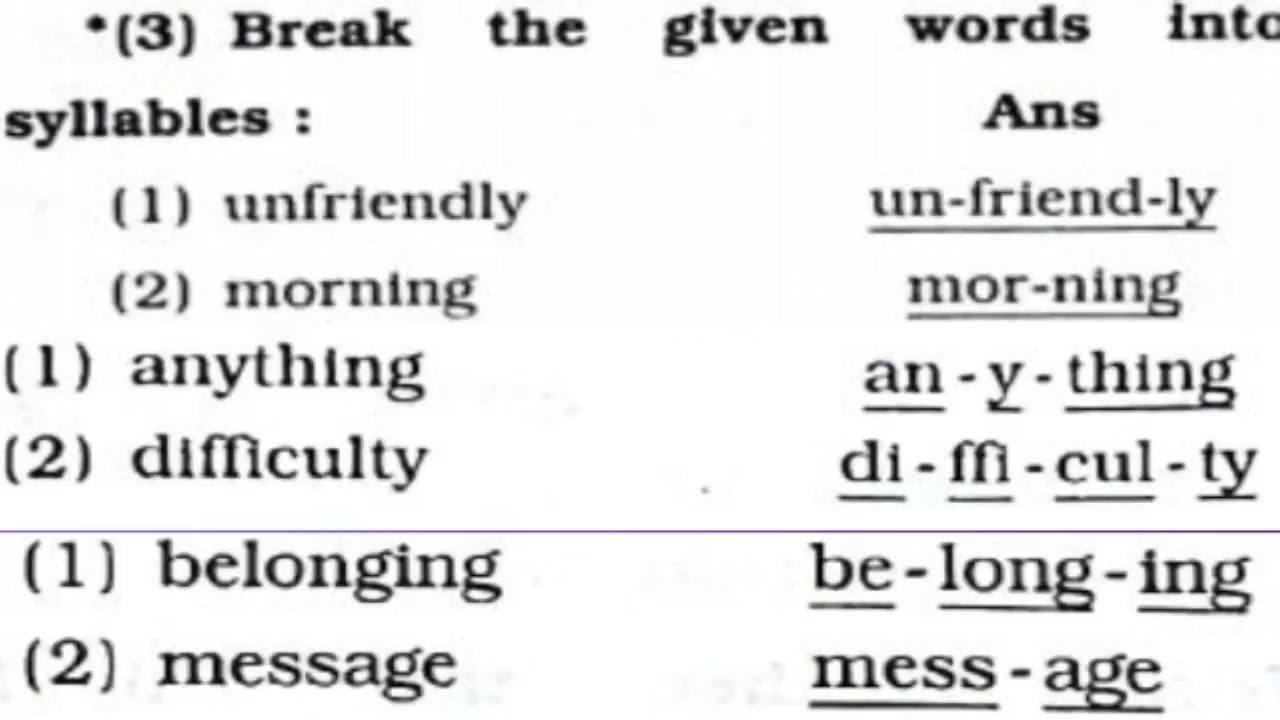 *(3) Break the given words into
syllables : Ans
(1) unfriendly un-friend-ly
(2) morning mor-ning
(1) anything an - y - thing
(2) difficulty di - ffi - cul - ty
(1) belonging be - long - ing
(2) message mess - age